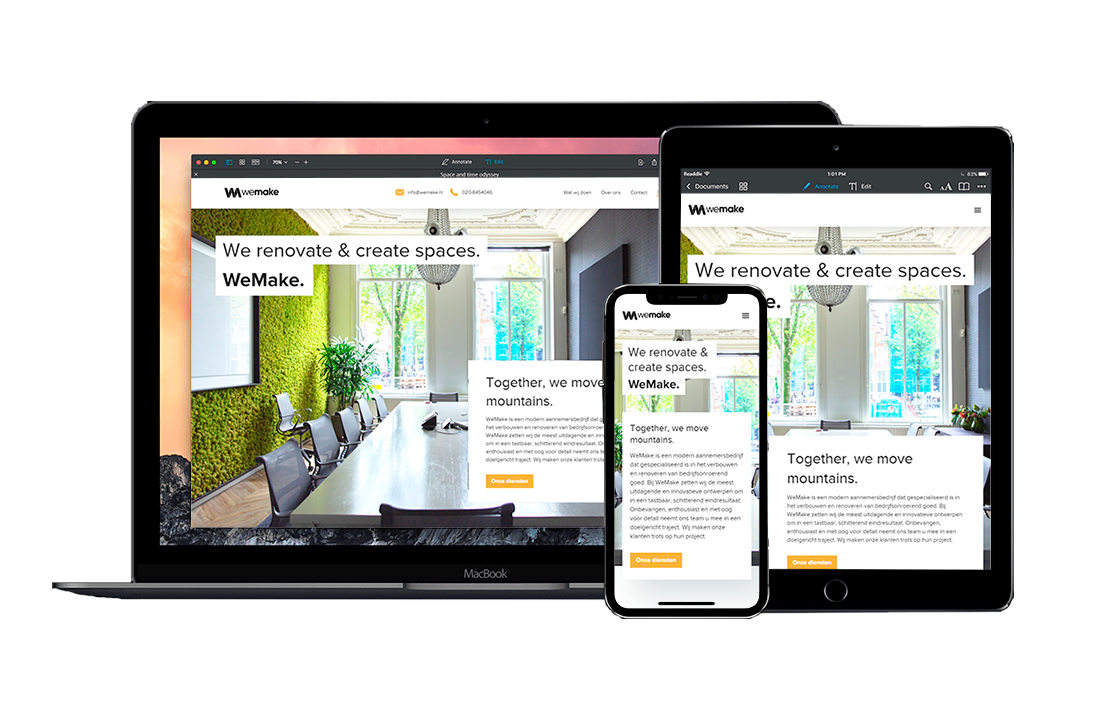 70%
Annotate
Edit
Space and time odyssey
wemake
info@wemake.nl
020-8454046
Wat wij doen
Over ons
Contact
We renovate & create spaces.
WeMake.
Together, we move
mountains.
WeMake is een modern aannemersbedrijf dat
het verbouwen en renoveren van bedrijfsonroerend
WeMake zetten wij de meest uitdagende en
om in een tastbaar, schitterend eindresultaat.
enthousiast en met oog voor detail neemt ons
doelgericht traject. Wij maken onze klanten trots op
Onze diensten
MacBook
Readdle
1:01 PM
83%
Documents
Annotate
Edit
wemake
We renovate & create spaces.
e.
Together, we move
mountains.
WeMake is een modern aannemersbedrijf dat gespecialiseerd is in
het verbouwen en renoveren van bedrijfsonroerend goed. Bij
WeMake zetten wij de meest uitdagende en innovatieve ontwerpen
om in een tastbaar, schitterend eindresultaat. Onbevangen,
enthousiast en met oog voor detail neemt ons team u mee in een
doelgericht traject. Wij maken onze klanten trots op hun project.
Onze diensten
wemake
We renovate &
create spaces.
WeMake.
Together, we move
mountains.
WeMake is een modern aannemersbedrijf
dat gespecialiseerd is in het verbouwen
en renoveren van bedrijfsonroerend
goed. Bij WeMake zetten wij de meest
uitdagende en innovatieve ontwerpen om
in een tastbaar, schitterend eindresultaat.
Onbevangen, enthousiast en met oog
voor detail neemt ons team u mee in een
doelgericht traject. Wij maken onze
klanten trots op hun project.
Onze diensten